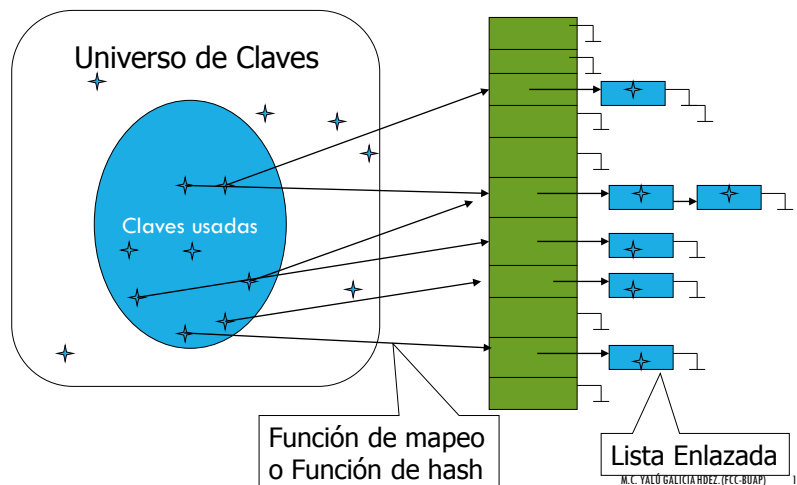 Universo de Claves
Claves usadas
Función de mapeo
o Función de hash
Lista Enlazada
M.C. YALÚ GALICIA HDEZ. (FCC-BUAP)
1